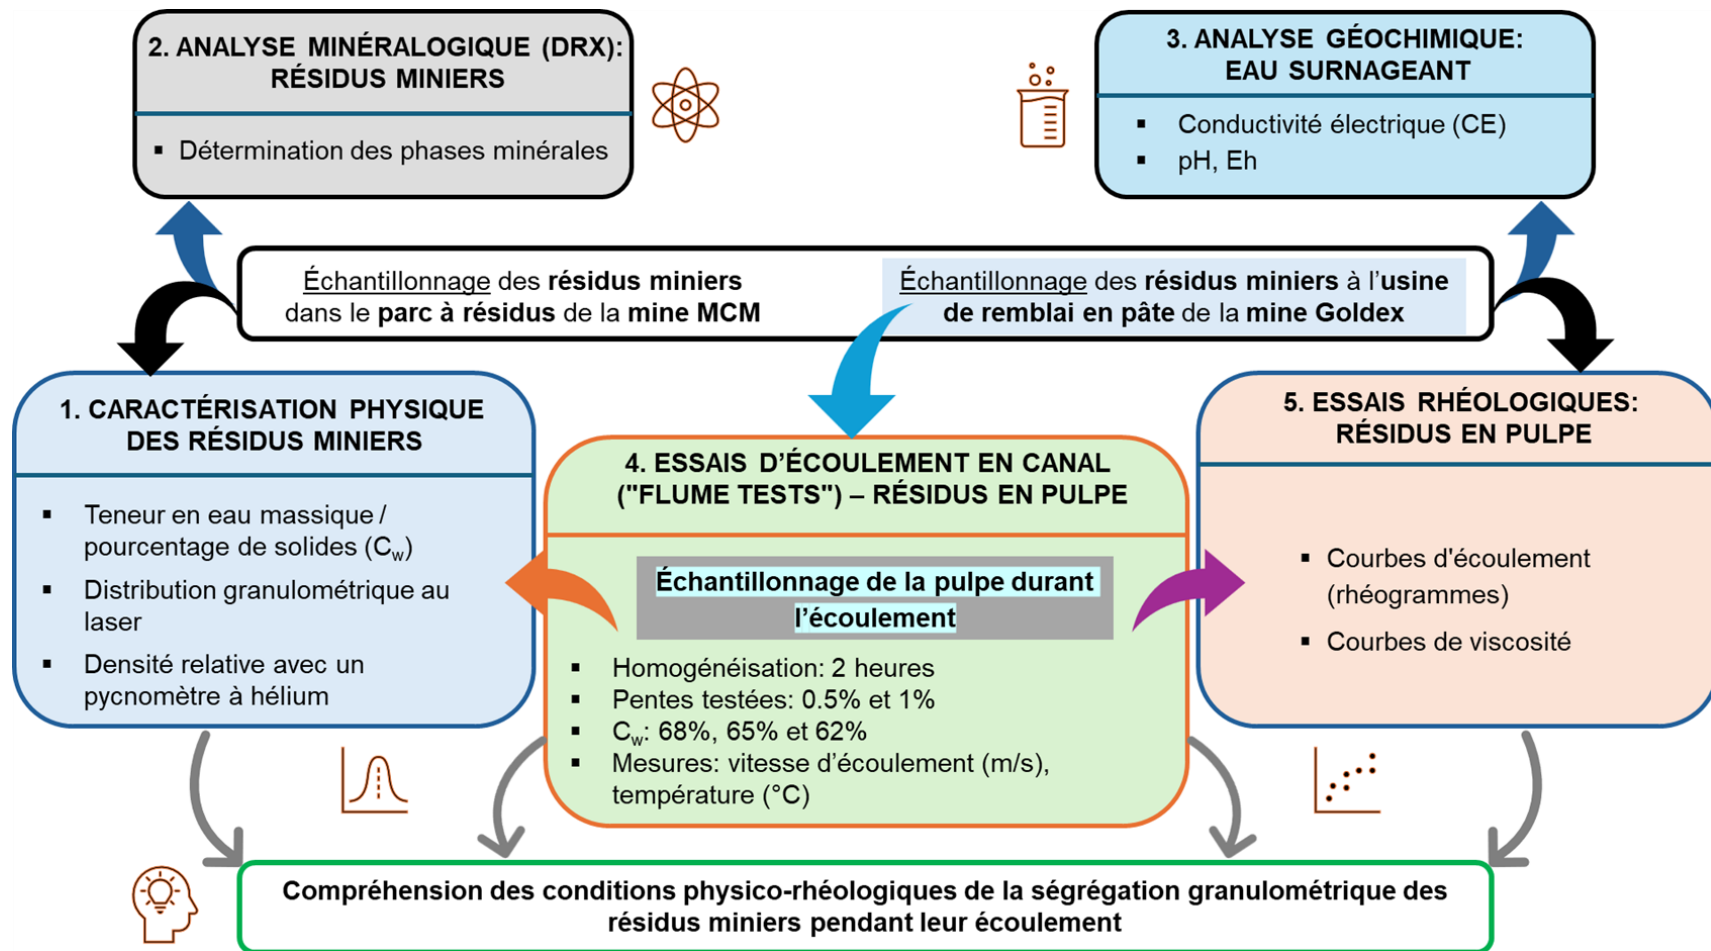 2. ANALYSE MINÉRALOGIQUE (DRX):
RÉSIDUS MINIERS
▪ Détermination des phases minérales
3. ANALYSE GÉOCHIMIQUE:
EAU SURNAGEANT
▪ Conductivité électrique (CE)
▪ pH, Eh
Échantillonnage des résidus miniers
dans le parc à résidus de la mine MCM
Échantillonnage des résidus miniers à l’usine
de remblai en pâte de la mine Goldex
1. CARACTÉRISATION PHYSIQUE
DES RÉSIDUS MINIERS
▪ Teneur en eau massique /
pourcentage de solides (Cw)
▪ Distribution granulométrique au
laser
▪ Densité relative avec un
pycnomètre à hélium
4. ESSAIS D’ÉCOULEMENT EN CANAL
("FLUME TESTS") – RÉSIDUS EN PULPE
Échantillonnage de la pulpe durant
l’écoulement
▪ Homogénéisation: 2 heures
▪ Pentes testées: 0.5% et 1%
▪ Cw: 68%, 65% et 62%
▪ Mesures: vitesse d’écoulement (m/s),
température (°C)
5. ESSAIS RHÉOLOGIQUES:
RÉSIDUS EN PULPE
▪ Courbes d'écoulement
(rhéogrammes)
▪ Courbes de viscosité
Compréhension des conditions physico-rhéologiques de la ségrégation granulométrique des
résidus miniers pendant leur écoulement